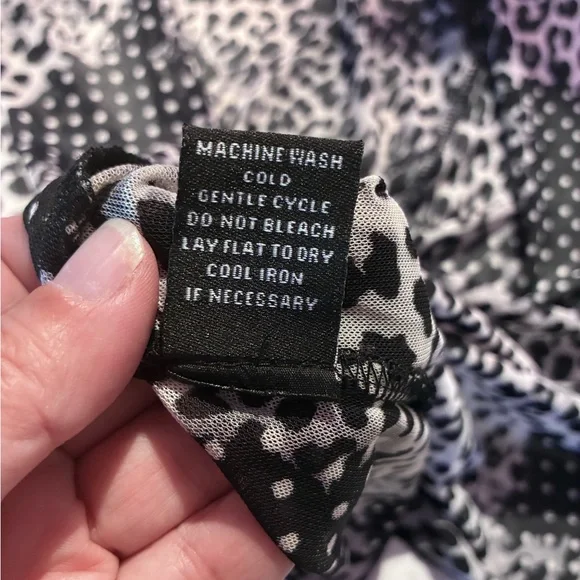 MACHINE WASH
COLD
GENTLE CYCLE
DO NOT BLEACH
LAY FLAT TO DRY
COOL IRON
IF NECESSARY